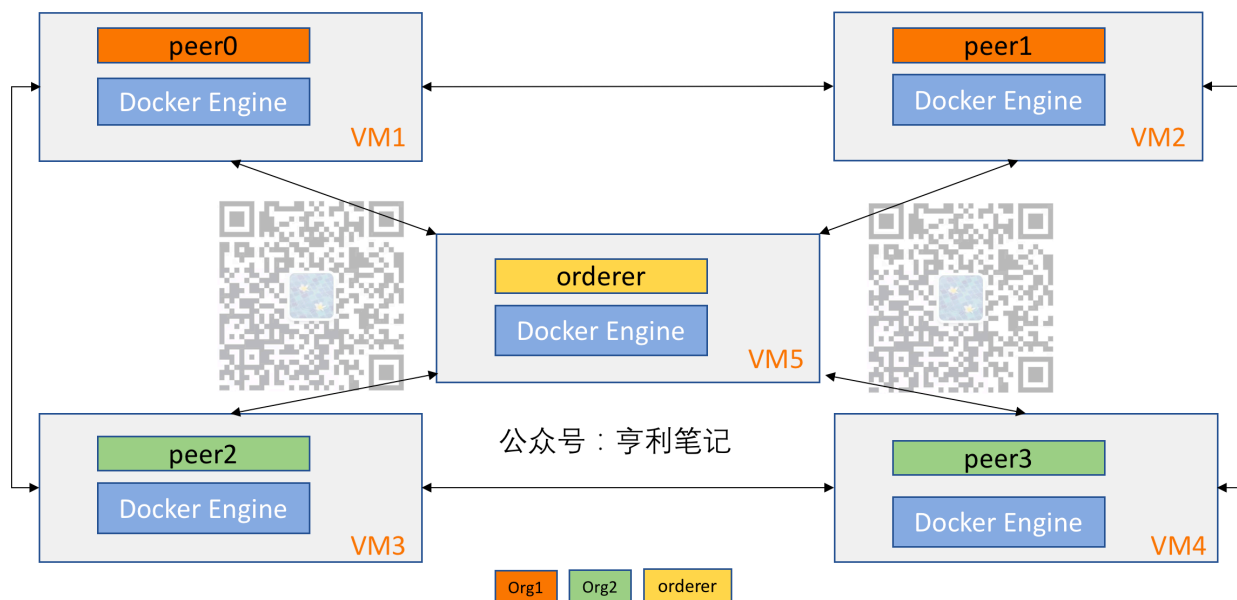 peer0
Docker Engine
VM1
peer1
Docker Engine
VM2
orderer
Docker Engine
VM5
peer2
Docker Engine
VM3
公众号：亨利笔记
peer3
Docker Engine
VM4
Org1
Org2
orderer